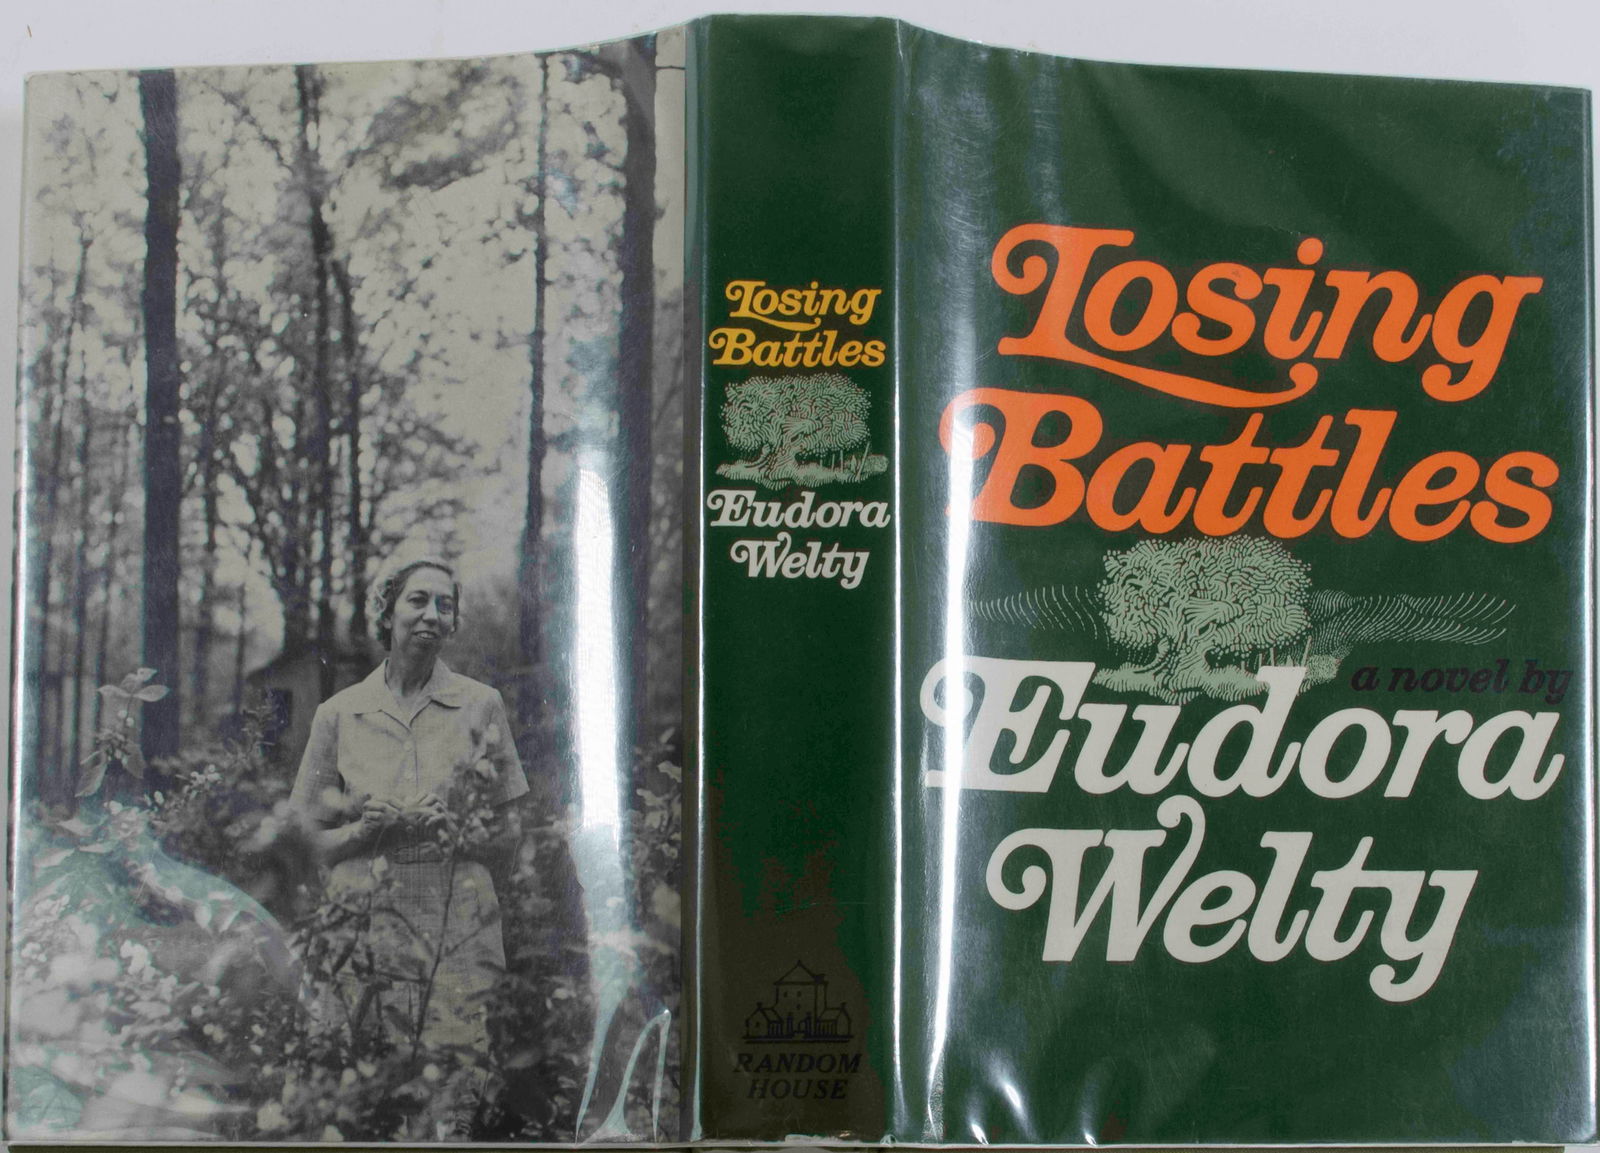 Losing
Battles
Eudora
Welty
RANDOM
HOUSE
Losing
Battles
a novel by
Eudora
Welty